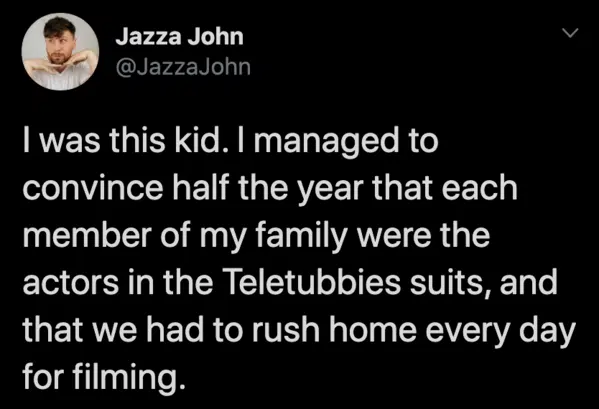 Jazza John
@JazzaJohn
I was this kid. I managed to
convince half the year that each
member of my family were the
actors in the Teletubbies suits, and
that we had to rush home every day
for filming.